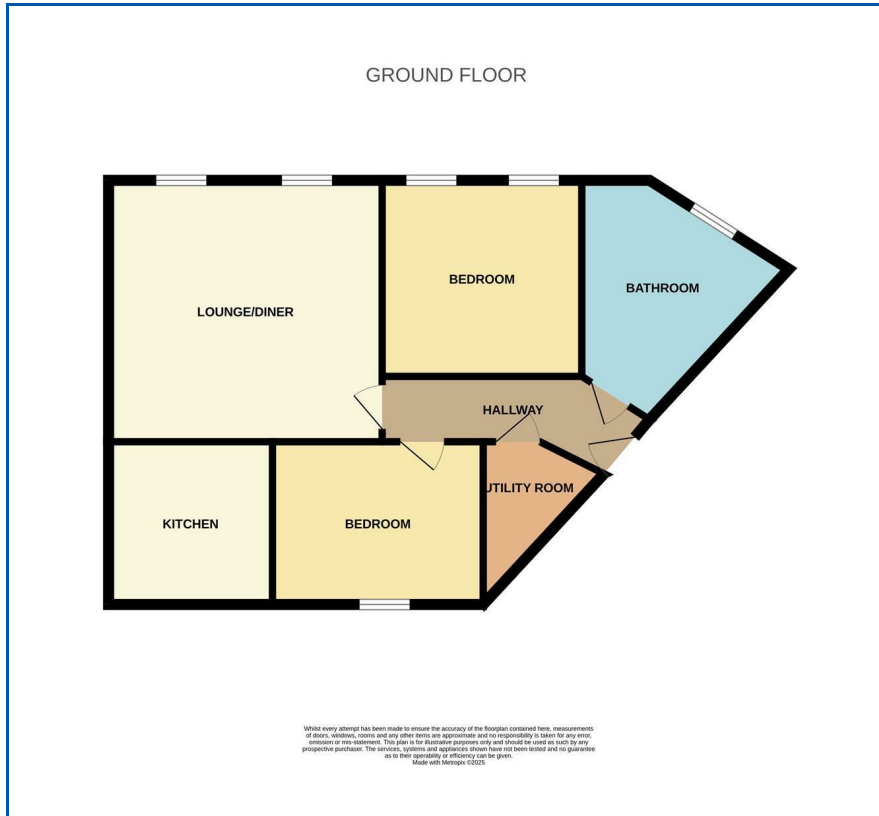 GROUND FLOOR
BEDROOM
BATHROOM
LOUNGE/DINER
HALLWAY
UTILITY ROOM
KITCHEN
BEDROOM
Whilst every attempt has been made to ensure the accuracy of the floorplan contained here, measurements
of doors, windows, rooms and any other items are approximate and no responsibility is taken for any error,
omission or mis-statement. This plan is for illustrative purposes only and should be used as such by any
prospective purchaser. The services, systems and appliances shown have not been tested and no guarantee
as to their operability or efficiency can be given.
Made with Metropix ©2025